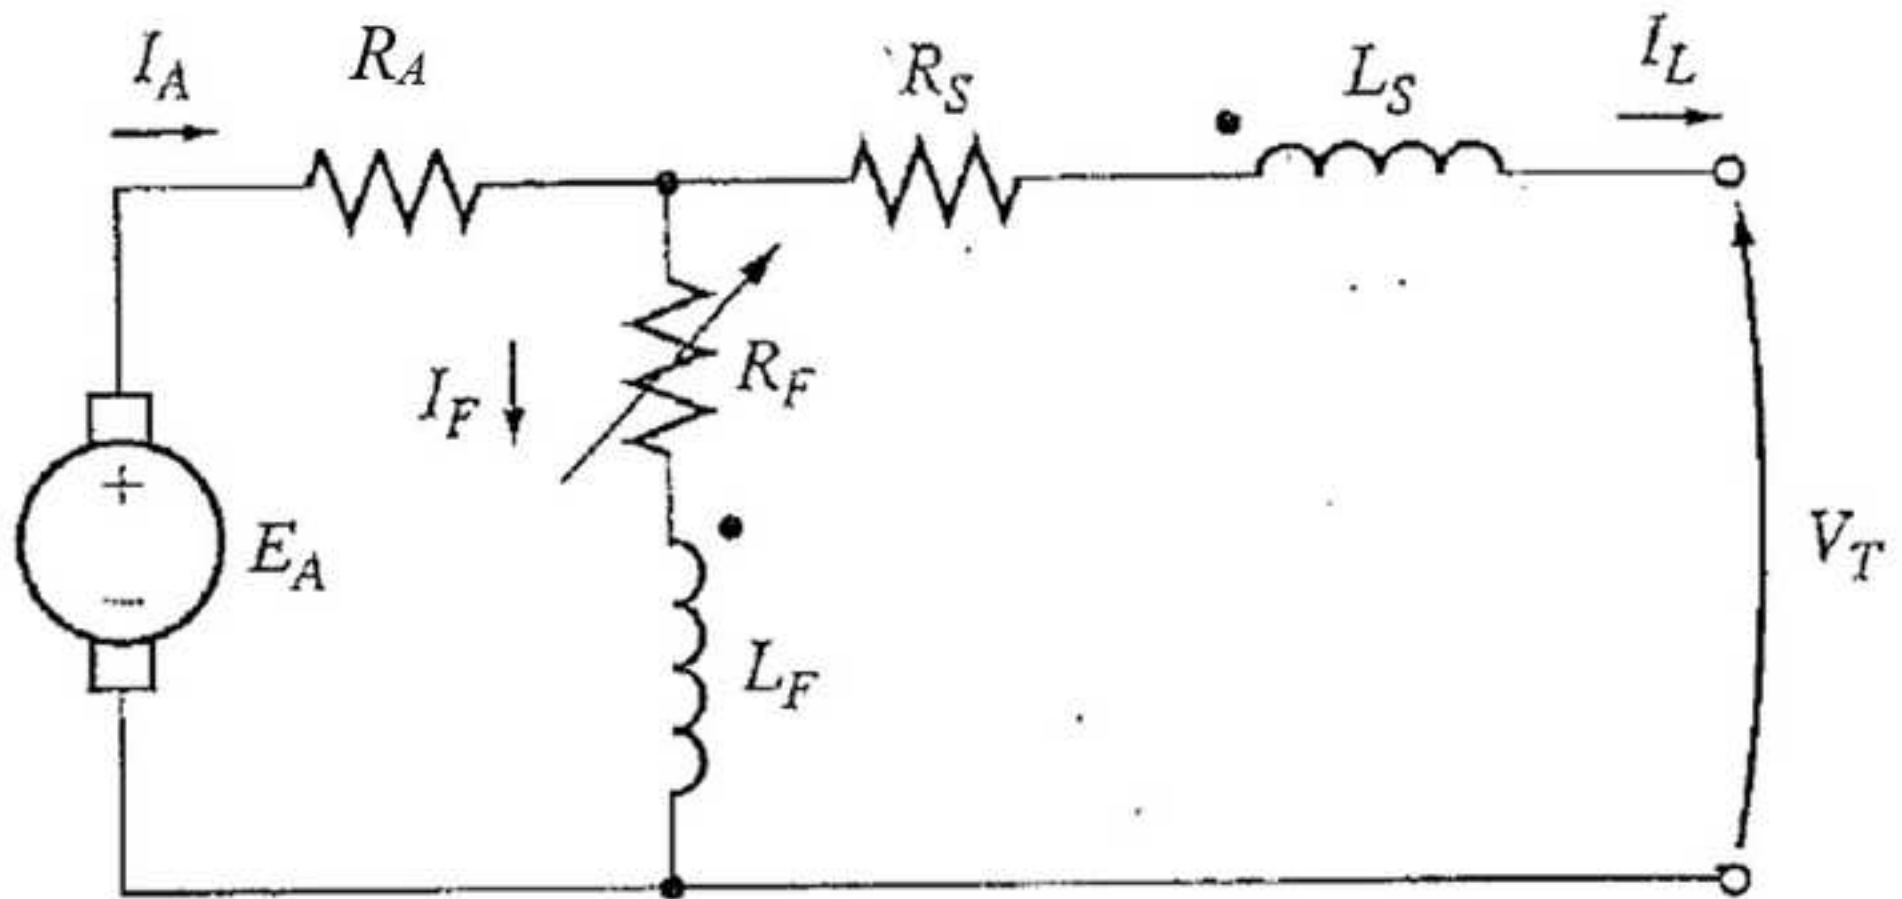 I_A
R_A
R_S
L_S
I_L
I_F
R_F
+
E_A
−
L_F
V_T